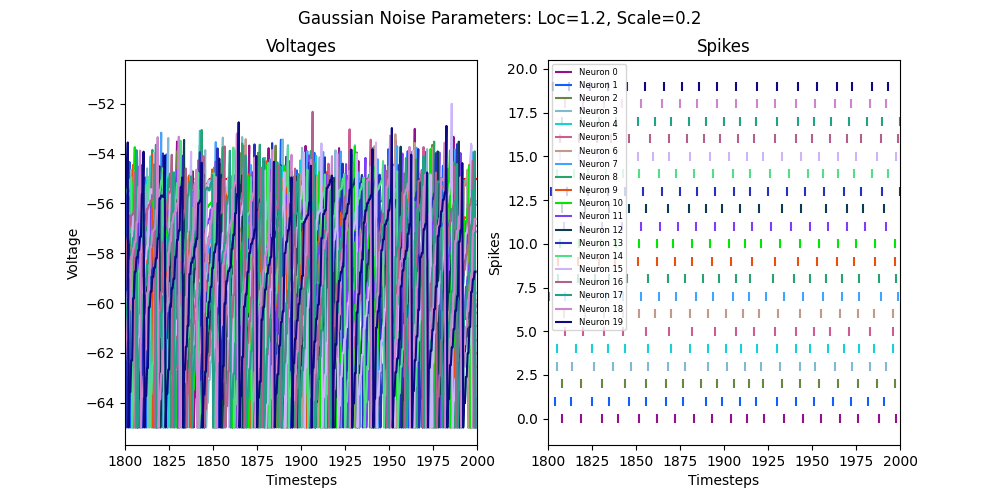 Gaussian Noise Parameters: Loc=1.2, Scale=0.2
Voltages
−52
−54
−56
−58
−60
−62
−64
Voltage
1800 1825 1850 1875 1900 1925 1950 1975 2000
Timesteps
Spikes
20.0
17.5
15.0
12.5
10.0
7.5
5.0
2.5
0.0
Spikes
Neuron 0
Neuron 1
Neuron 2
Neuron 3
Neuron 4
Neuron 5
Neuron 6
Neuron 7
Neuron 8
Neuron 9
Neuron 10
Neuron 11
Neuron 12
Neuron 13
Neuron 14
Neuron 15
Neuron 16
Neuron 17
Neuron 18
Neuron 19
1800 1825 1850 1875 1900 1925 1950 1975 2000
Timesteps